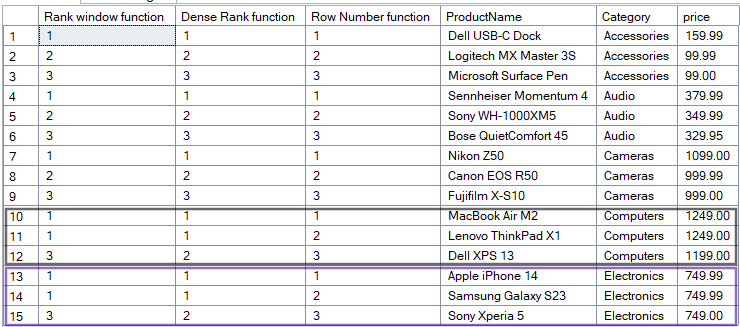 Rank window function Dense Rank function Row Number function ProductName Category price
1 1 1 1 Dell USB-C Dock Accessories 159.99
2 2 2 2 Logitech MX Master 3S Accessories 99.99
3 3 3 3 Microsoft Surface Pen Accessories 99.00
4 1 1 1 Sennheiser Momentum 4 Audio 379.99
5 2 2 2 Sony WH-1000XM5 Audio 349.99
6 3 3 3 Bose QuietComfort 45 Audio 329.95
7 1 1 1 Nikon Z50 Cameras 1099.00
8 2 2 2 Canon EOS R50 Cameras 999.99
9 3 3 3 Fujifilm X-S10 Cameras 999.00
10 1 1 1 MacBook Air M2 Computers 1249.00
11 1 1 2 Lenovo ThinkPad X1 Computers 1249.00
12 3 2 3 Dell XPS 13 Computers 1199.00
13 1 1 1 Apple iPhone 14 Electronics 749.99
14 1 1 2 Samsung Galaxy S23 Electronics 749.99
15 3 2 3 Sony Xperia 5 Electronics 749.00